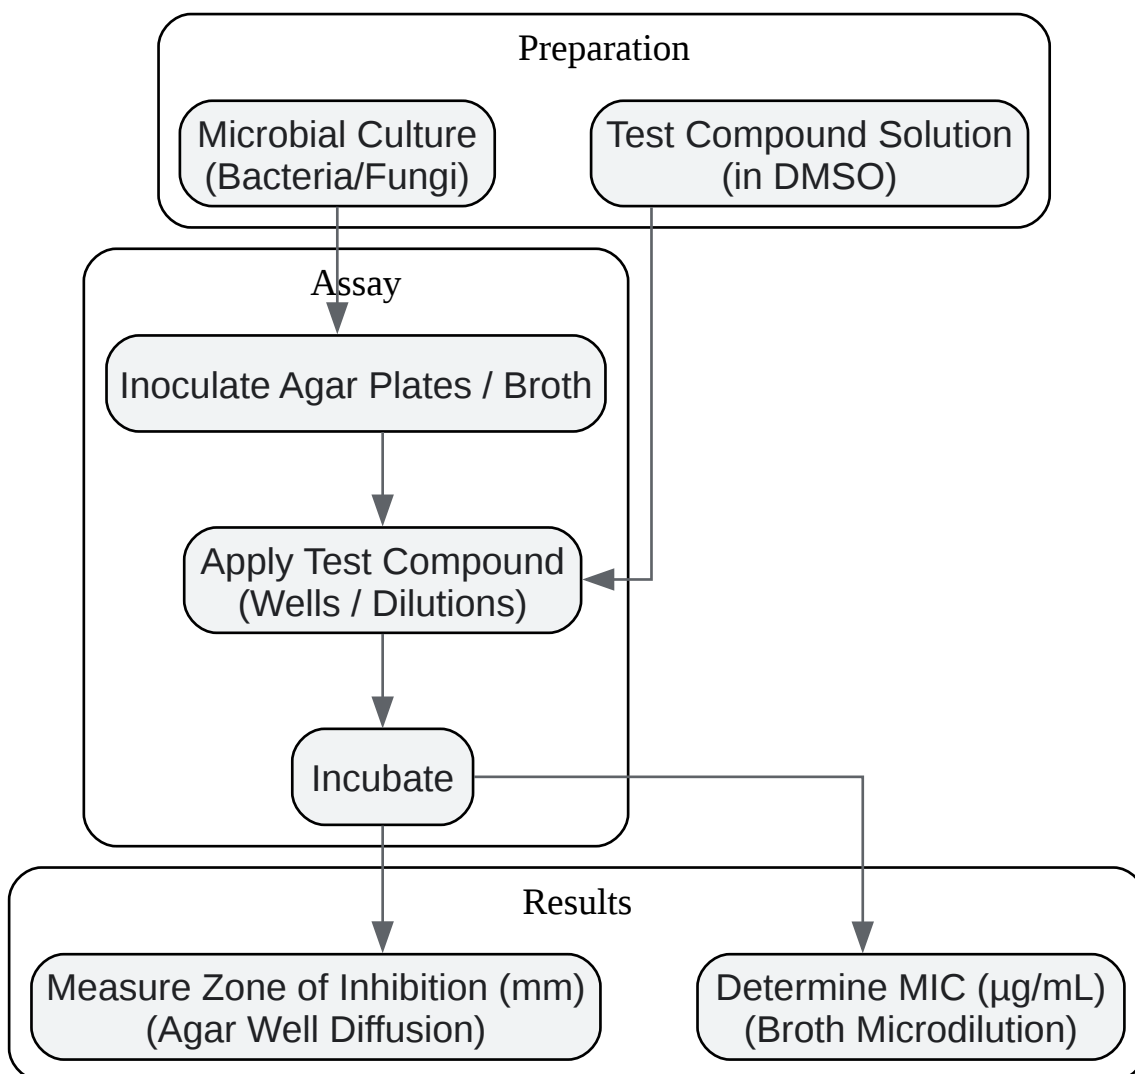 Preparation
Microbial Culture
(Bacteria/Fungi)
Test Compound Solution
(in DMSO)
Assay
Inoculate Agar Plates / Broth
Apply Test Compound
(Wells / Dilutions)
Incubate
Results
Measure Zone of Inhibition (mm)
(Agar Well Diffusion)
Determine MIC (µg/mL)
(Broth Microdilution)